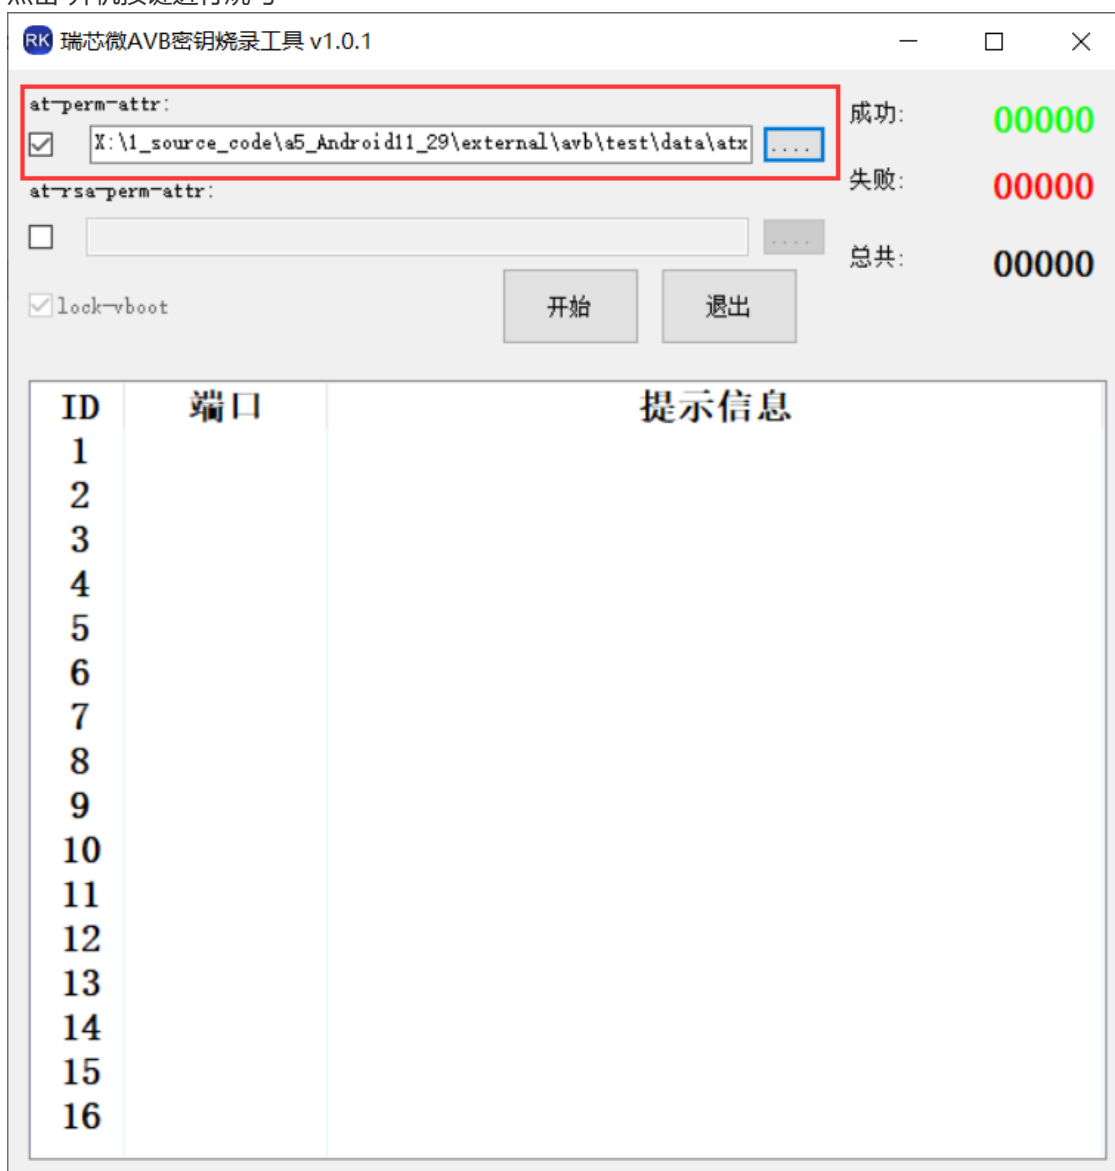 RK 瑞芯微AVB密钥烧录工具 v1.0.1
at-perm-attr:
X:\1_source_code\a5_Android11_29\external\avb\test\data\atx
....
成功: 00000
at-rsa-perm-attr:
失败: 00000
....
总共: 00000
lock-vboot
开始
退出
ID 端口 提示信息
1
2
3
4
5
6
7
8
9
10
11
12
13
14
15
16